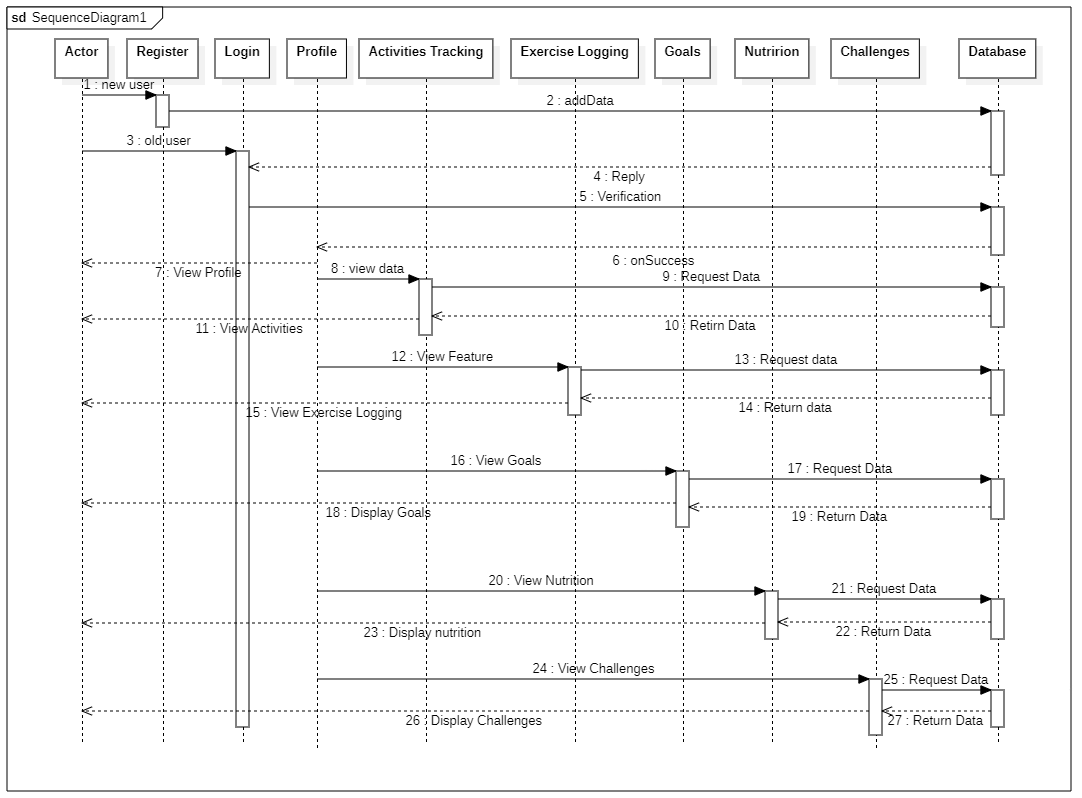 sd SequenceDiagram1
Actor
Register
Login
Profile
Activities Tracking
Exercise Logging
Goals
Nutririon
Challenges
Database
1 : new user
2 : addData
3 : old user
4 : Reply
5 : Verification
6 : onSuccess
7 : View Profile
8 : view data
9 : Request Data
10 : Retirn Data
11 : View Activities
12 : View Feature
13 : Request data
14 : Return data
15 : View Exercise Logging
16 : View Goals
17 : Request Data
18 : Display Goals
19 : Return Data
20 : View Nutrition
21 : Request Data
22 : Return Data
23 : Display nutrition
24 : View Challenges
25 : Request Data
26 : Display Challenges
27 : Return Data